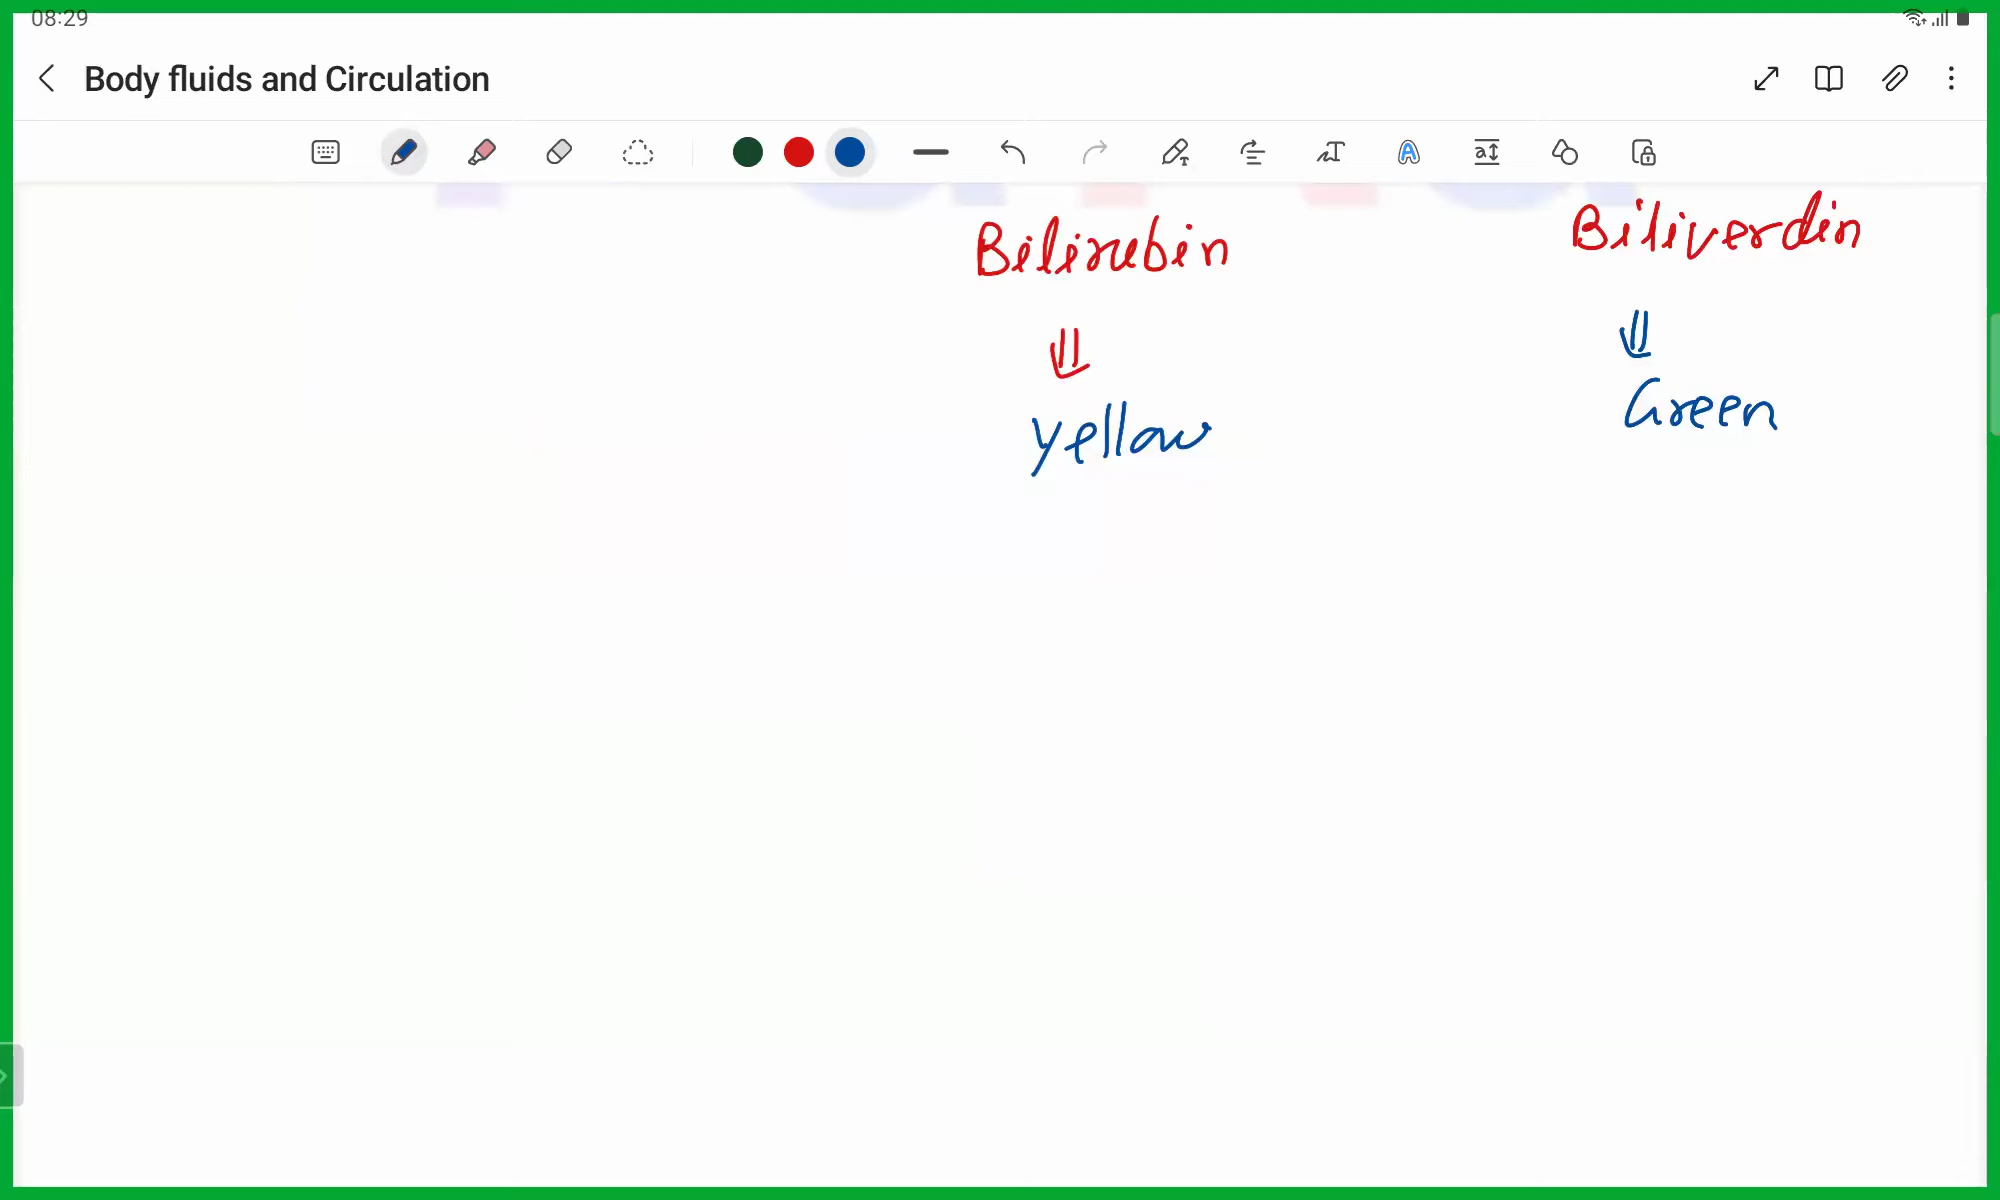 08:29
Body fluids and Circulation
Bilirubin
Biliverdin
Yellow
Green